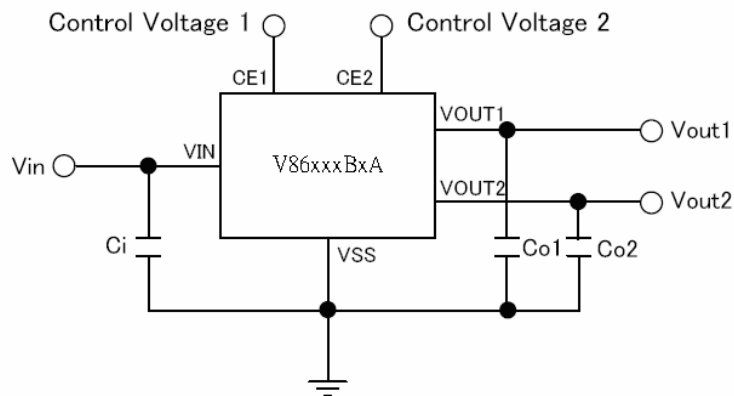 Control Voltage 1
Control Voltage 2
CE1
CE2
VOUT1
Vout1
Vin
VIN
V86xxxBxA
VOUT2
Vout2
Ci
VSS
Co1
Co2